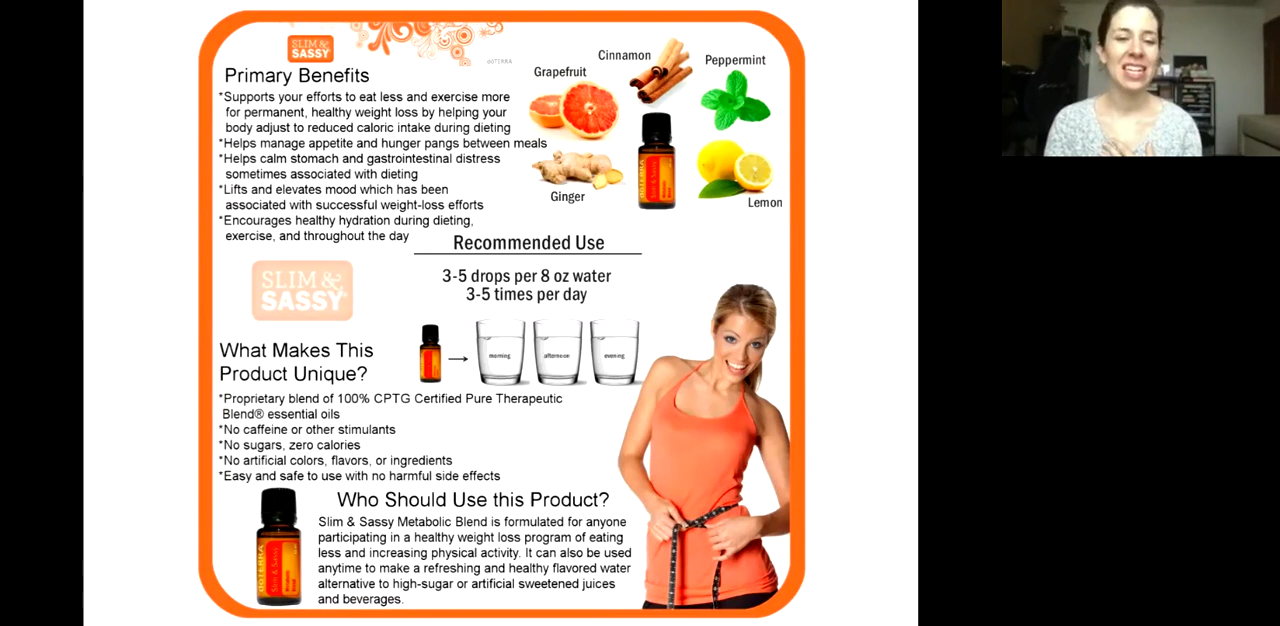 SLIM &
SASSY
doTERRA
Primary Benefits
*Supports your efforts to eat less and exercise more
for permanent, healthy weight loss by helping your
body adjust to reduced caloric intake during dieting
*Helps manage appetite and hunger pangs between meals
*Helps calm stomach and gastrointestinal distress
sometimes associated with dieting
*Lifts and elevates mood which has been
associated with successful weight-loss efforts
*Encourages healthy hydration during dieting,
exercise, and throughout the day
Cinnamon
Peppermint
Grapefruit
Ginger
Lemon
dōTERRA
Slim & Sassy
Recommended Use
3-5 drops per 8 oz water
3-5 times per day
morning
afternoon
evening
SLIM &
SASSY®
What Makes This
Product Unique?
*Proprietary blend of 100% CPTG Certified Pure Therapeutic
Blend® essential oils
*No caffeine or other stimulants
*No sugars, zero calories
*No artificial colors, flavors, or ingredients
*Easy and safe to use with no harmful side effects
Who Should Use this Product?
Slim & Sassy Metabolic Blend is formulated for anyone
participating in a healthy weight loss program of eating
less and increasing physical activity. It can also be used
anytime to make a refreshing and healthy flavored water
alternative to high-sugar or artificial sweetened juices
and beverages.
dōTERRA
Slim & Sassy
Metabolic
Blend